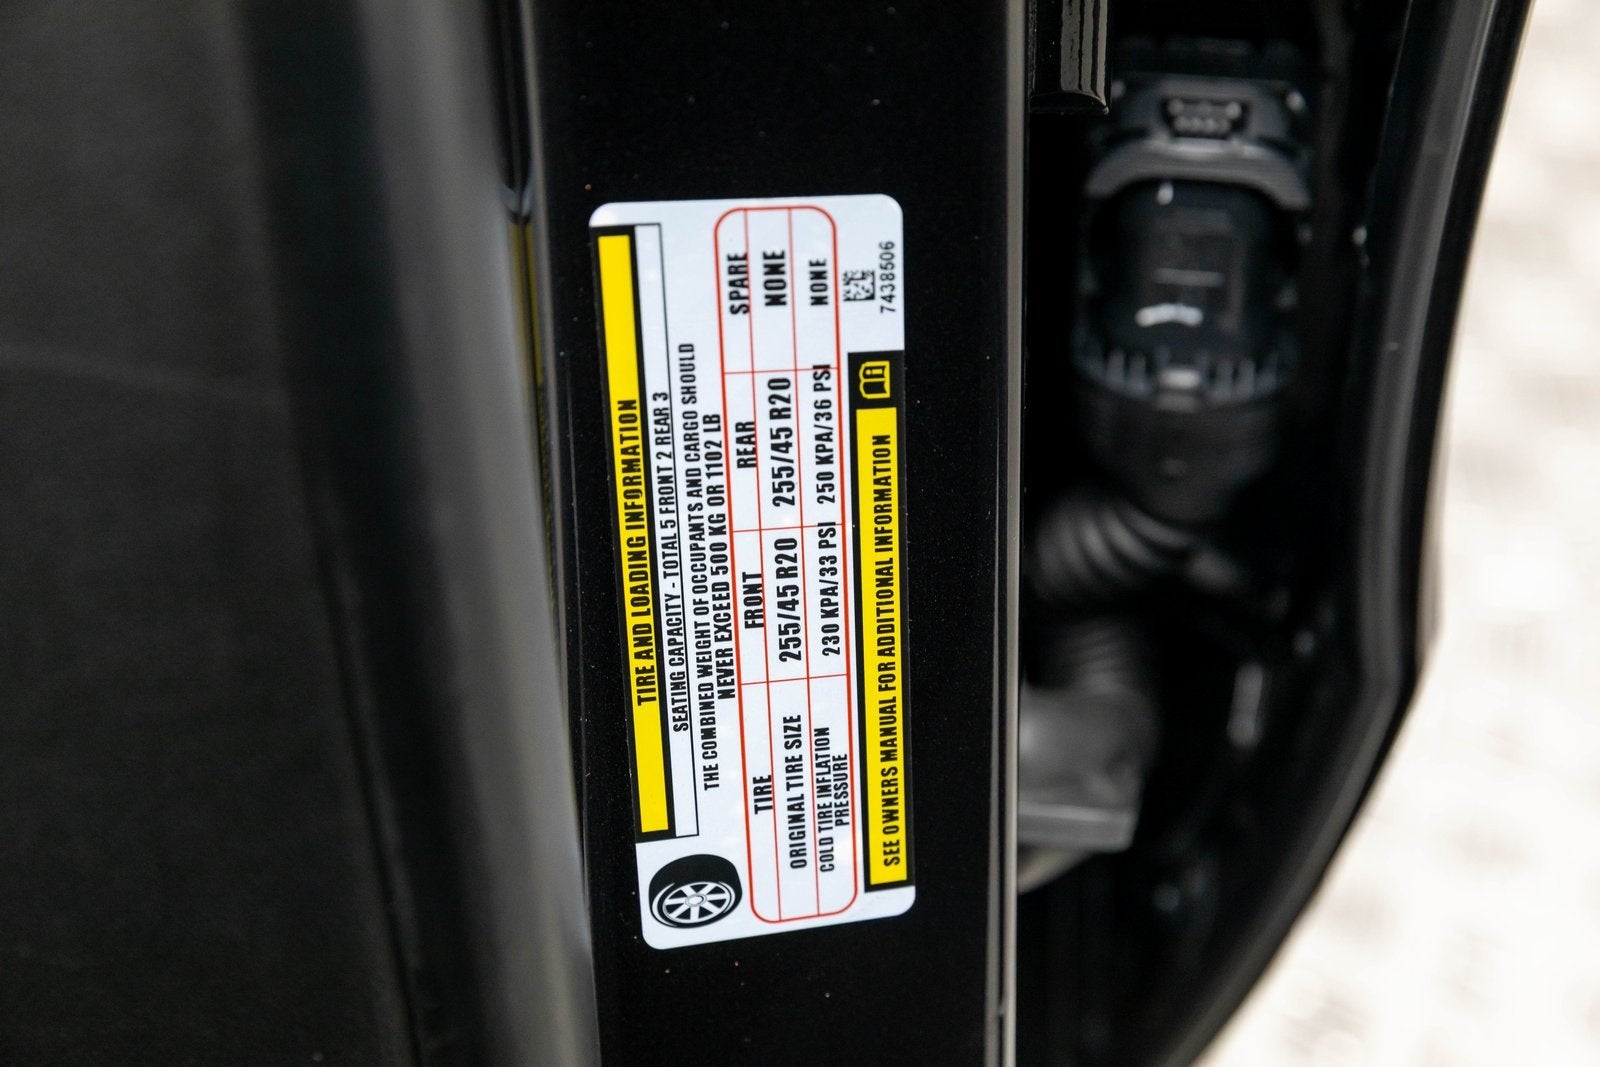 TIRE AND LOADING INFORMATION
SEATING CAPACITY - TOTAL 5 FRONT 2 REAR 3
THE COMBINED WEIGHT OF OCCUPANTS AND CARGO SHOULD
NEVER EXCEED 500 KG OR 1102 LB
TIRE FRONT REAR SPARE
ORIGINAL TIRE SIZE 255/45 R20 255/45 R20 NONE
COLD TIRE INFLATION
PRESSURE 230 KPA/33 PSI 250 KPA/36 PSI NONE
SEE OWNERS MANUAL FOR ADDITIONAL INFORMATION
7438506